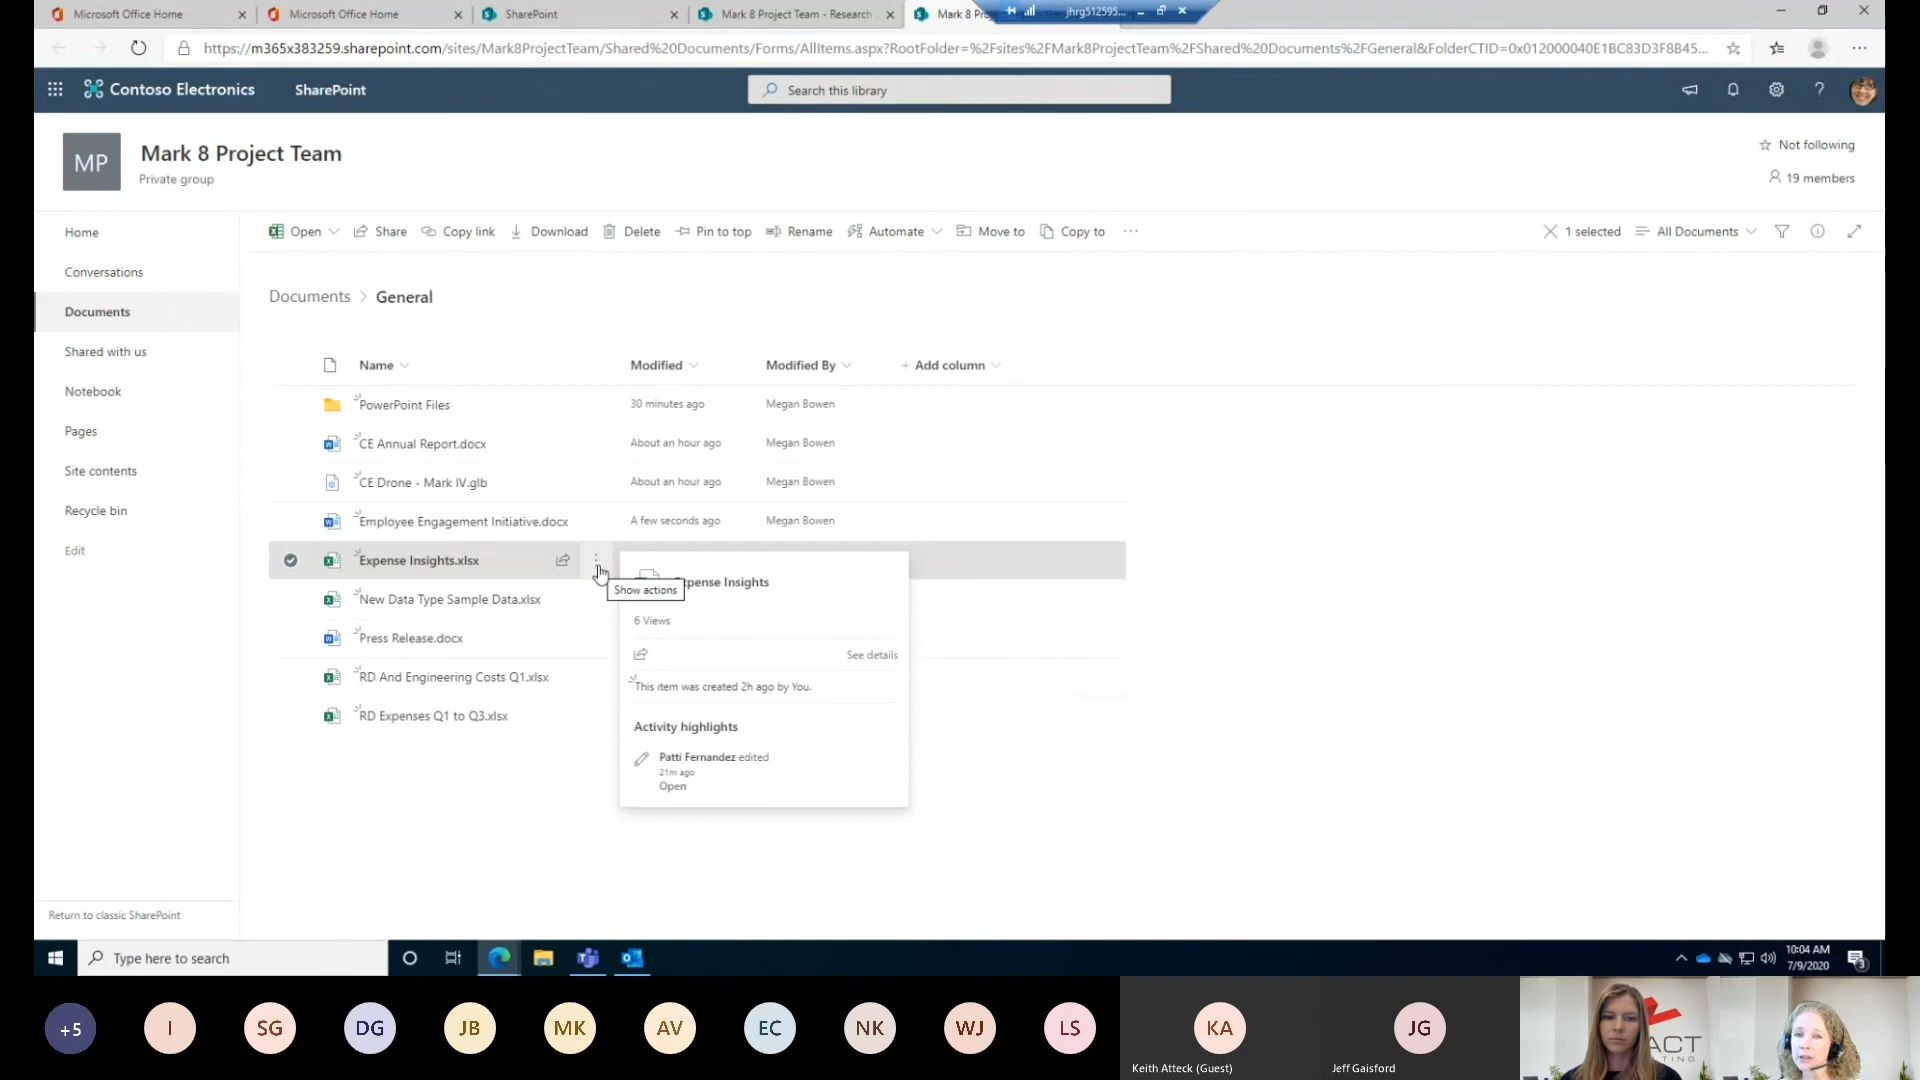 Microsoft Office Home
Microsoft Office Home
SharePoint
Mark 8 Project Team - Research
Mark 8 Pro
jhrg512595...
https://m365x383259.sharepoint.com/sites/Mark8ProjectTeam/Shared%20Documents/Forms/AllItems.aspx?RootFolder=%2Fsites%2FMark8ProjectTeam%2FShared%20Documents%2FGeneral&FolderCTID=0x012000040E1BC83D3F8B45...
Contoso Electronics
SharePoint
Search this library
?
MP
Mark 8 Project Team
Private group
Not following
19 members
Home
Conversations
Documents
Shared with us
Notebook
Pages
Site contents
Recycle bin
Edit
Return to classic SharePoint
Open
Share
Copy link
Download
Delete
Pin to top
Rename
Automate
Move to
Copy to
...
1 selected
All Documents
Documents > General
Name
Modified
Modified By
+ Add column
PowerPoint Files
30 minutes ago
Megan Bowen
CE Annual Report.docx
About an hour ago
Megan Bowen
CE Drone - Mark IV.glb
About an hour ago
Megan Bowen
Employee Engagement Initiative.docx
A few seconds ago
Megan Bowen
Expense Insights.xlsx
New Data Type Sample Data.xlsx
Press Release.docx
RD And Engineering Costs Q1.xlsx
RD Expenses Q1 to Q3.xlsx
Show actions
pense Insights
6 Views
See details
This item was created 2h ago by You.
Activity highlights
Patti Fernandez edited
21m ago
Open
Type here to search
10:04 AM
7/9/2020
3
+5
I
SG
DG
JB
MK
AV
EC
NK
WJ
LS
KA
Keith Atteck (Guest)
JG
Jeff Gaisford
ACT